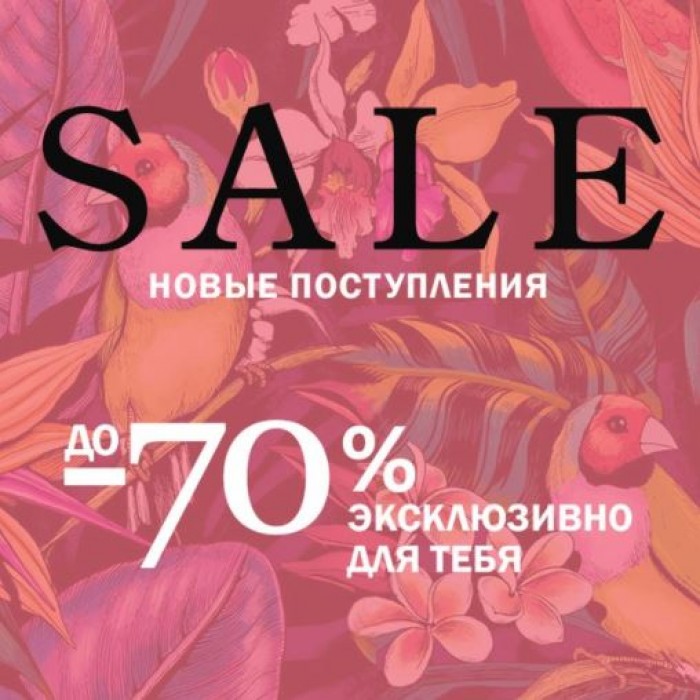 SALE
НОВЫЕ ПОСТУПЛЕНИЯ
ДО
-70%
ЭКСКЛЮЗИВНО
ДЛЯ ТЕБЯ